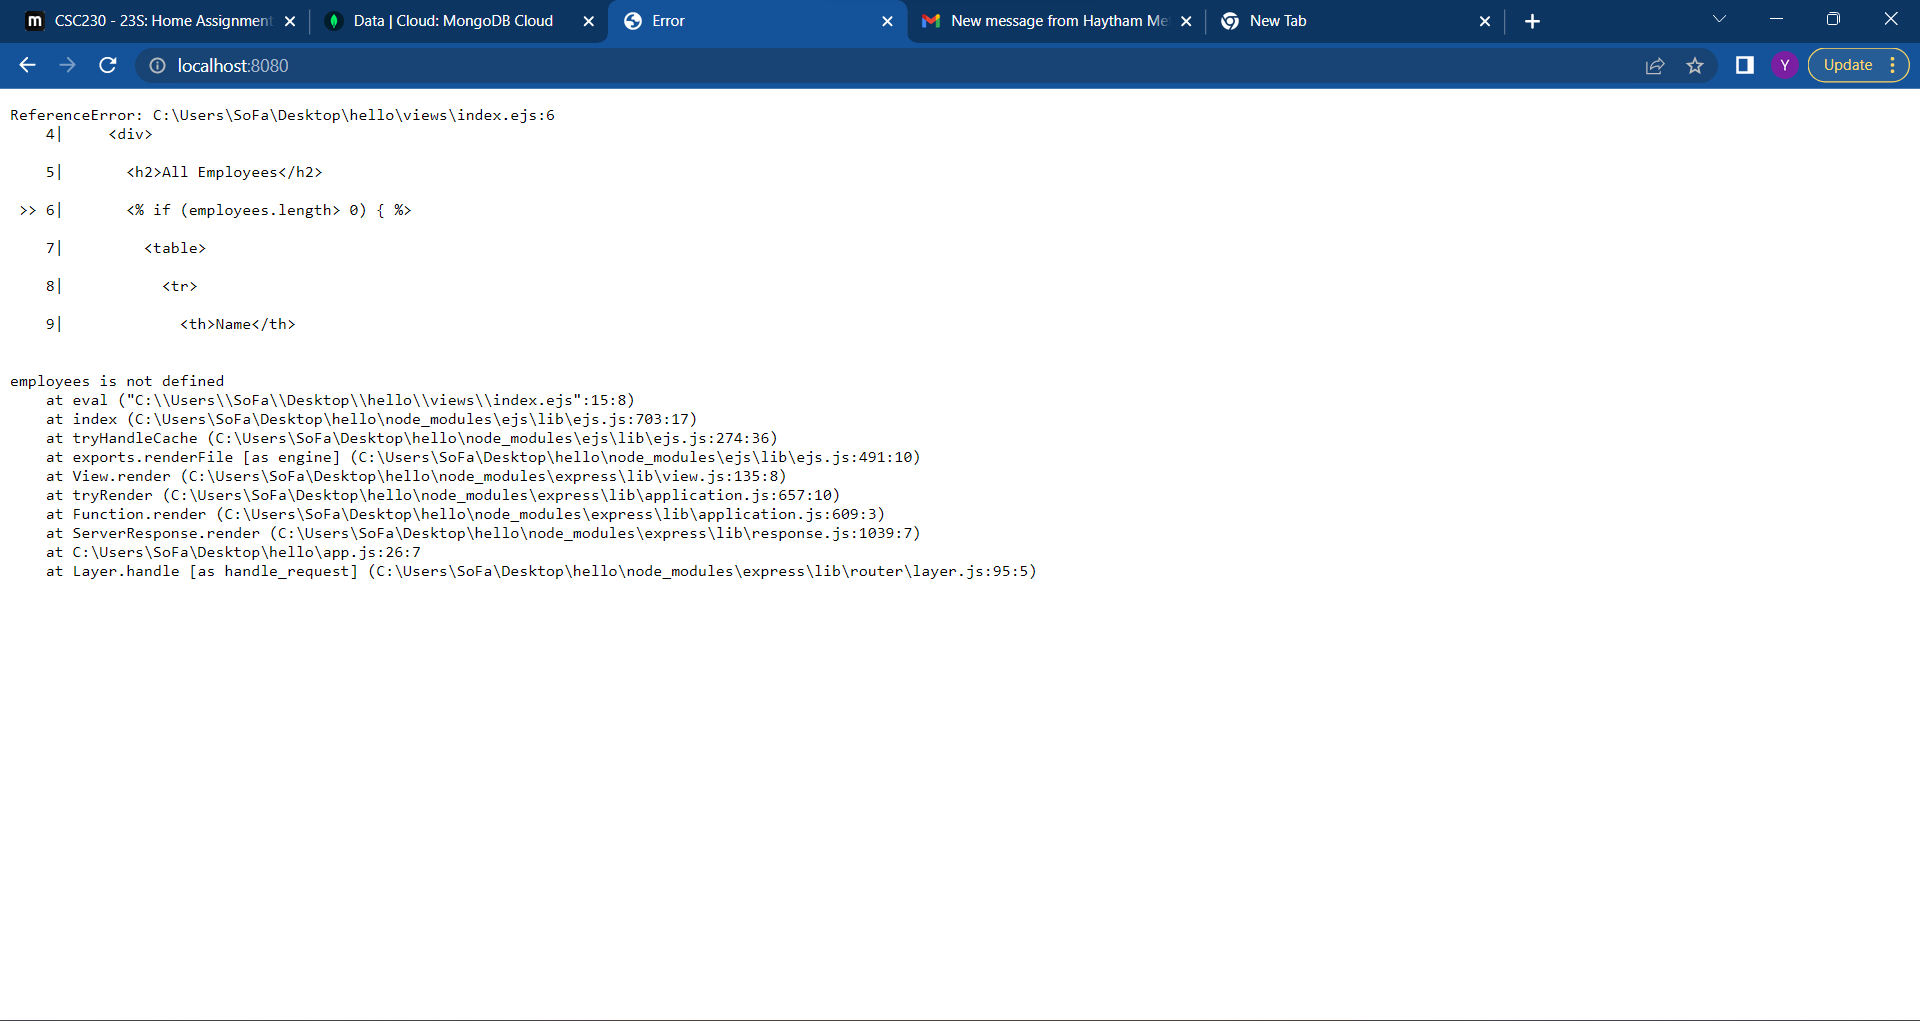 CSC230 - 23S: Home Assignment
Data | Cloud: MongoDB Cloud
Error
New message from Haytham Me
New Tab
localhost:8080
Y
Update
ReferenceError: C:\Users\SoFa\Desktop\hello\views\index.ejs:6
4| <div>
5| <h2>All Employees</h2>
>> 6| <% if (employees.length> 0) { %>
7| <table>
8| <tr>
9| <th>Name</th>
employees is not defined
at eval ("C:\\Users\\SoFa\\Desktop\\hello\\views\\index.ejs":15:8)
at index (C:\Users\SoFa\Desktop\hello\node_modules\ejs\lib\ejs.js:703:17)
at tryHandleCache (C:\Users\SoFa\Desktop\hello\node_modules\ejs\lib\ejs.js:274:36)
at exports.renderFile [as engine] (C:\Users\SoFa\Desktop\hello\node_modules\ejs\lib\ejs.js:491:10)
at View.render (C:\Users\SoFa\Desktop\hello\node_modules\express\lib\view.js:135:8)
at tryRender (C:\Users\SoFa\Desktop\hello\node_modules\express\lib\application.js:657:10)
at Function.render (C:\Users\SoFa\Desktop\hello\node_modules\express\lib\application.js:609:3)
at ServerResponse.render (C:\Users\SoFa\Desktop\hello\node_modules\express\lib\response.js:1039:7)
at C:\Users\SoFa\Desktop\hello\app.js:26:7
at Layer.handle [as handle_request] (C:\Users\SoFa\Desktop\hello\node_modules\express\lib\router\layer.js:95:5)